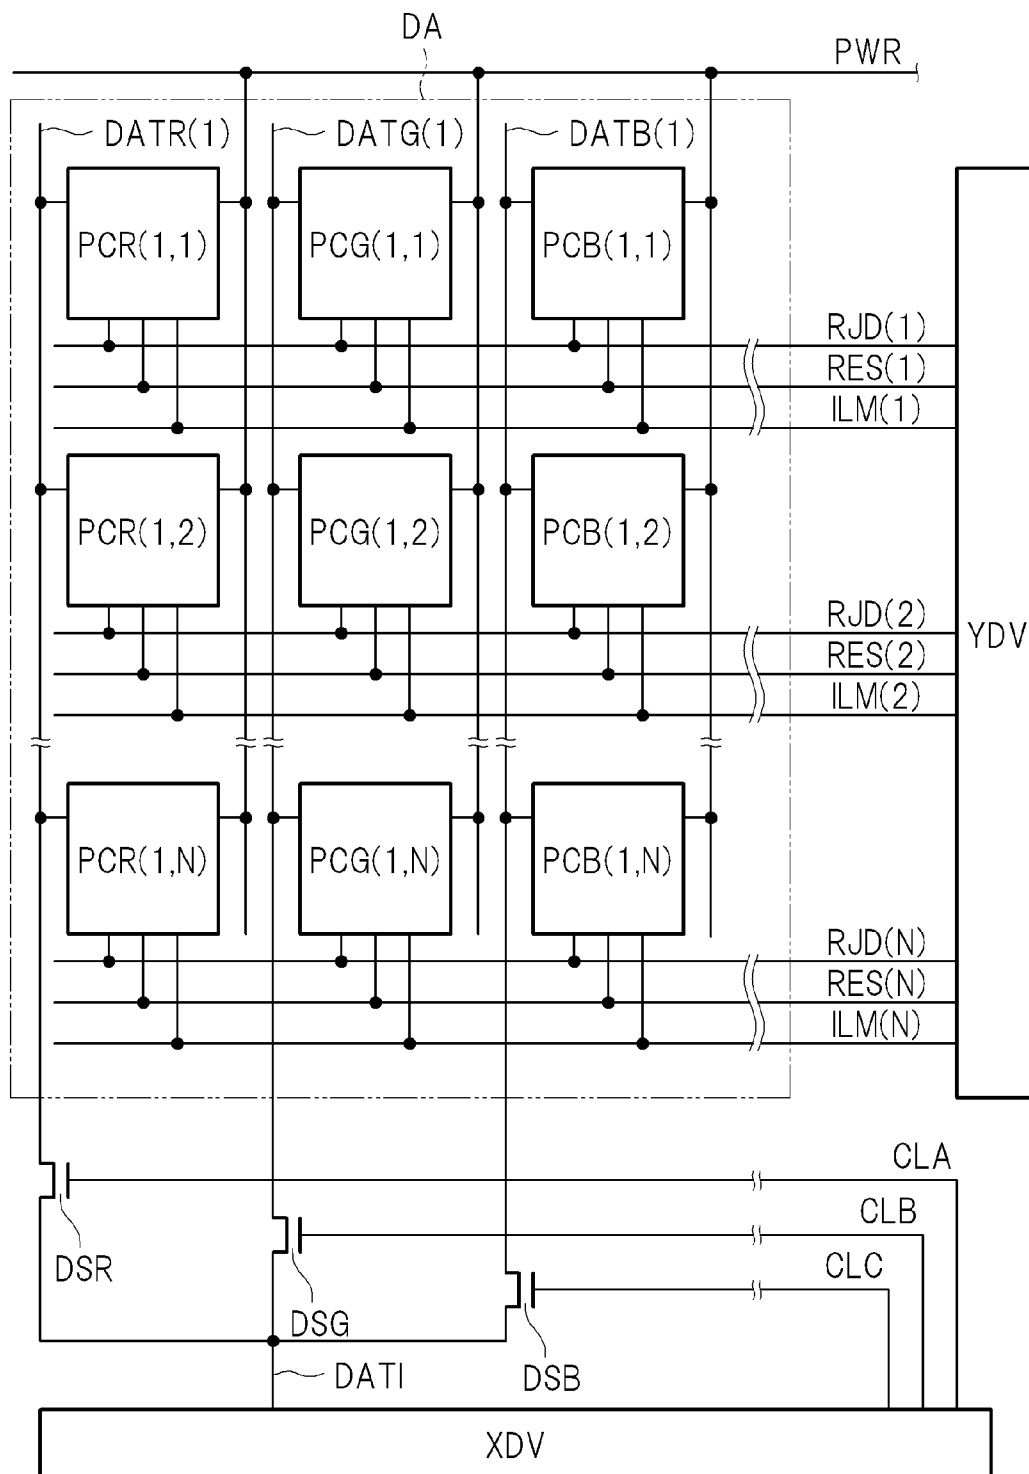 DA
PWR
DATR(1) DATG(1) DATB(1)
PCR(1,1) PCG(1,1) PCB(1,1)
RJD(1)
RES(1)
ILM(1)
PCR(1,2) PCG(1,2) PCB(1,2)
RJD(2)
RES(2)
ILM(2)
YDV
PCR(1,N) PCG(1,N) PCB(1,N)
RJD(N)
RES(N)
ILM(N)
CLA
CLB
CLC
DSR
DSG
DSB
DATI
XDV